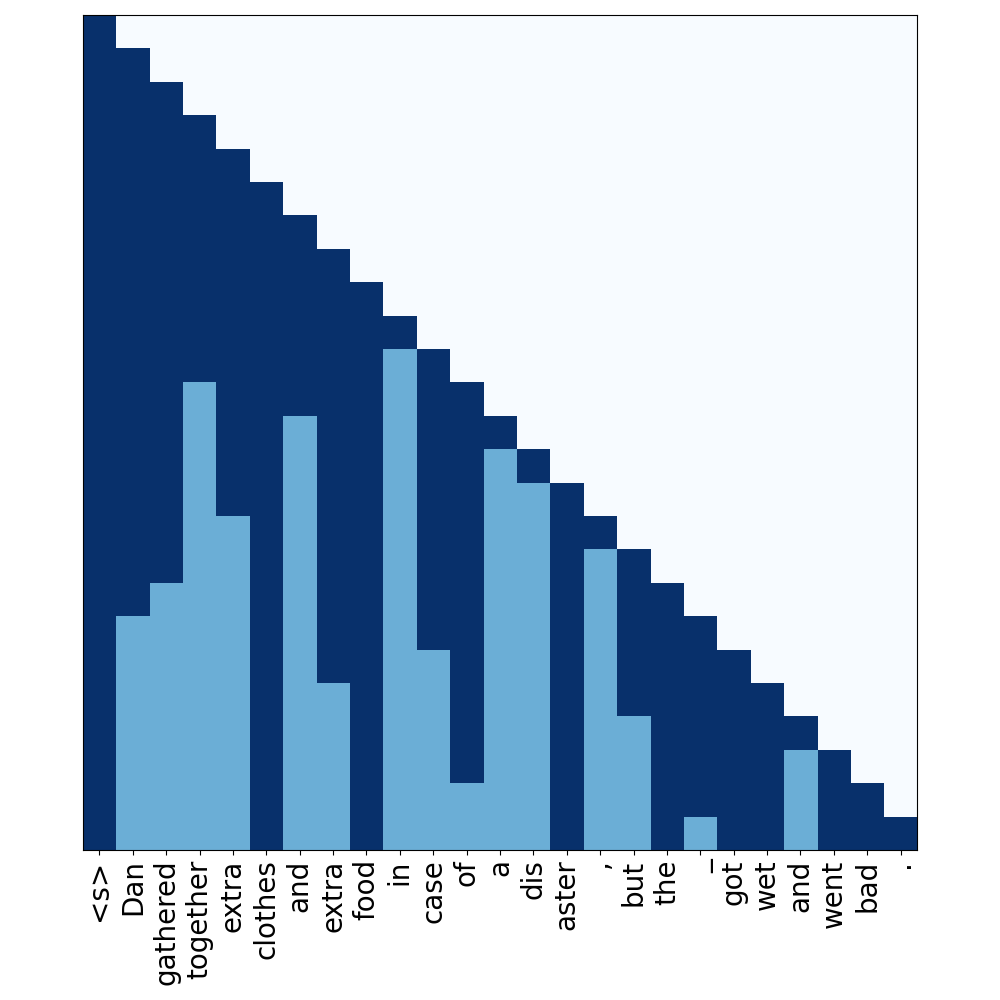 <s> Dan gathered together extra clothes and extra food in case of a dis aster , but the _ got wet and went bad .